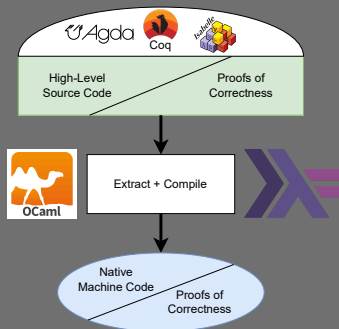 Agda
Coq
Isabelle
High-Level
Source Code
Proofs of
Correctness
Extract + Compile
OCaml
Native
Machine Code
Proofs of
Correctness